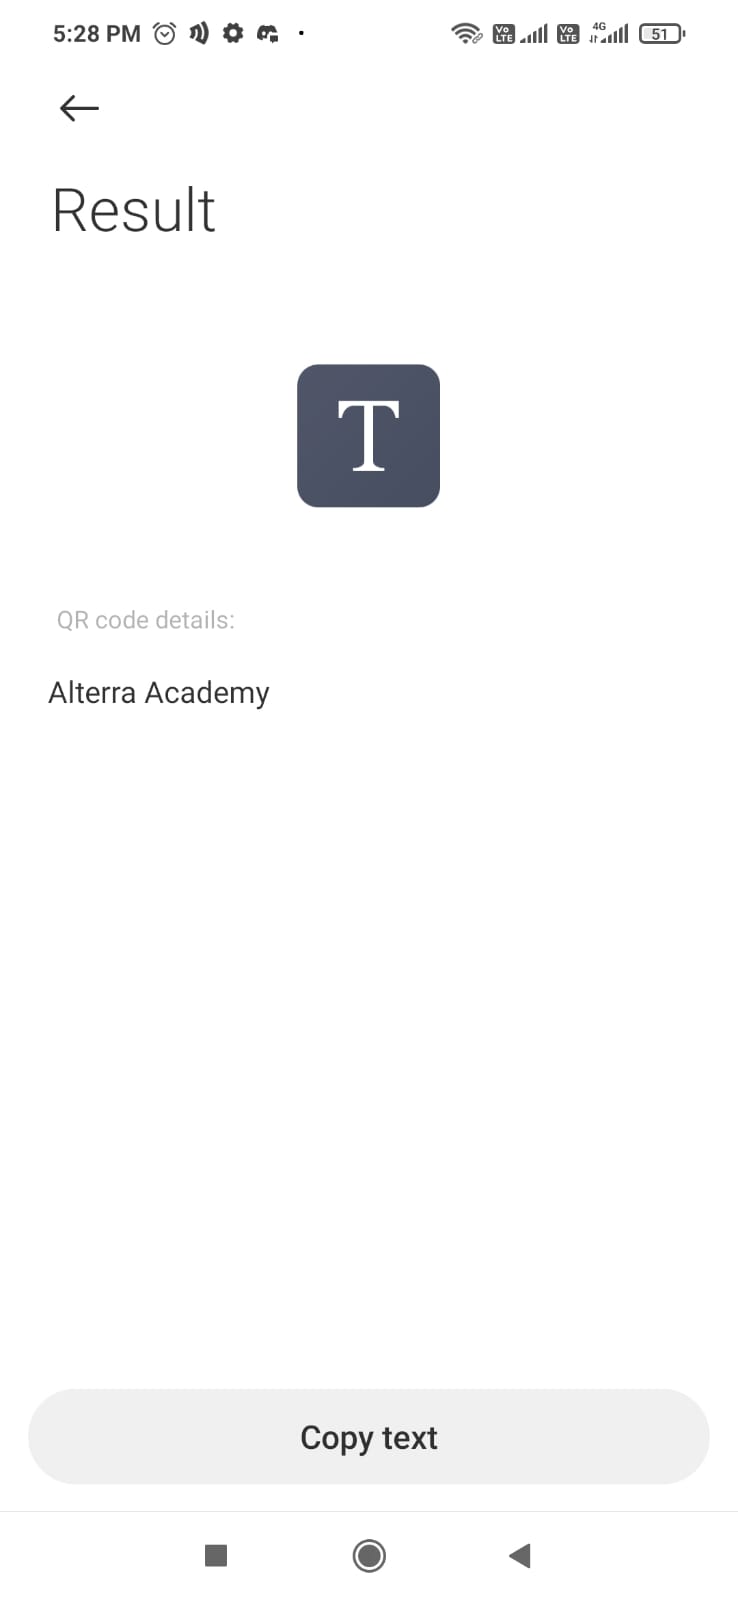 5:28 PM
Vo
LTE
Vo
LTE
4G
51
Result
T
QR code details:
Alterra Academy
Copy text